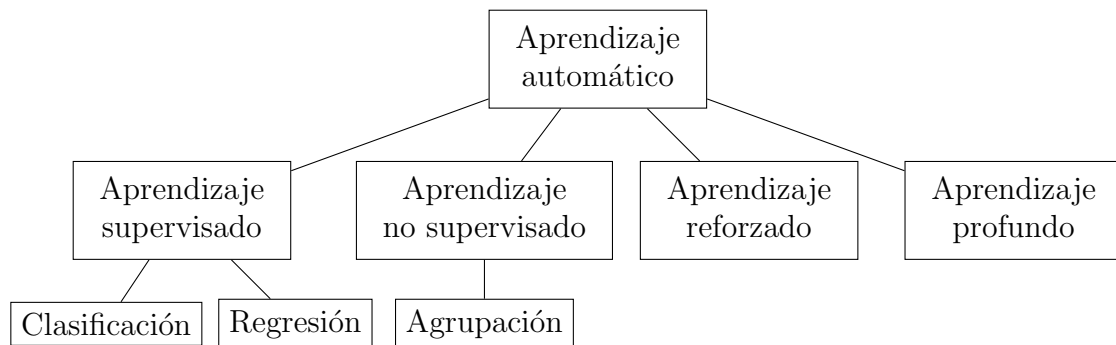 Aprendizaje
automático
Aprendizaje
supervisado
Aprendizaje
no supervisado
Aprendizaje
reforzado
Aprendizaje
profundo
Clasificación
Regresión
Agrupación